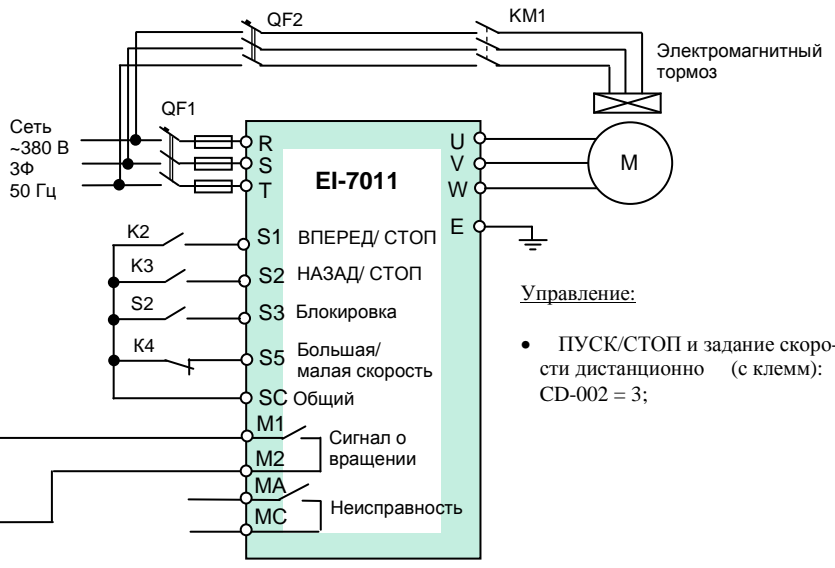 QF2
KM1
Электромагнитный
тормоз
QF1
Сеть
~380 В
3Ф
50 Гц
R
S
T
EI-7011
U
V
W
E
M
K2
S1 ВПЕРЕД/ СТОП
K3
S2 НАЗАД/ СТОП
S2
S3 Блокировка
К4
S5 Большая/
малая скорость
SC Общий
M1
Сигнал о
вращении
M2
MA
Неисправность
MC
Управление:
• ПУСК/СТОП и задание скоро-
сти дистанционно (с клемм):
CD-002 = 3;